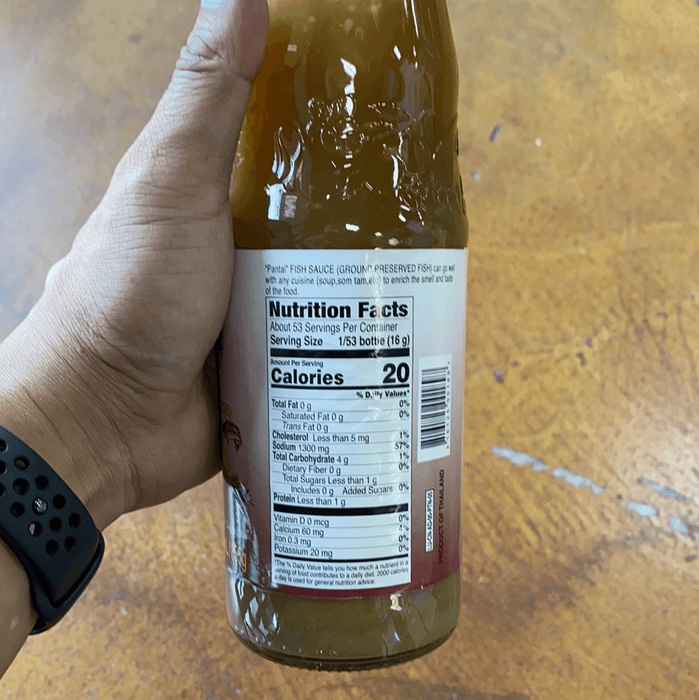 "Pantai" FISH SAUCE (GROUND PRESERVED FISH) can go well
with any cuisine (soup,som tam,etc) to enrich the smell and taste
of the food.
Nutrition Facts
About 53 Servings Per Container
Serving Size 1/53 bottle (16 g)
Amount Per Serving
Calories 20
% Daily Values*
Total Fat 0 g 0%
Saturated Fat 0 g 0%
Trans Fat 0 g
Cholesterol Less than 5 mg 1%
Sodium 1300 mg 57%
Total Carbohydrate 4 g 1%
Dietary Fiber 0 g 0%
Total Sugars Less than 1 g
Includes 0 g Added Sugars 0%
Protein Less than 1 g
Vitamin D 0 mcg 0%
Calcium 60 mg 4%
Iron 0.3 mg 0%
Potassium 20 mg 0%
*The % Daily Value tells you how much a nutrient in a
serving of food contributes to a daily diet. 2000 calories
a day is used for general nutrition advice.
PRODUCT OF THAILAND